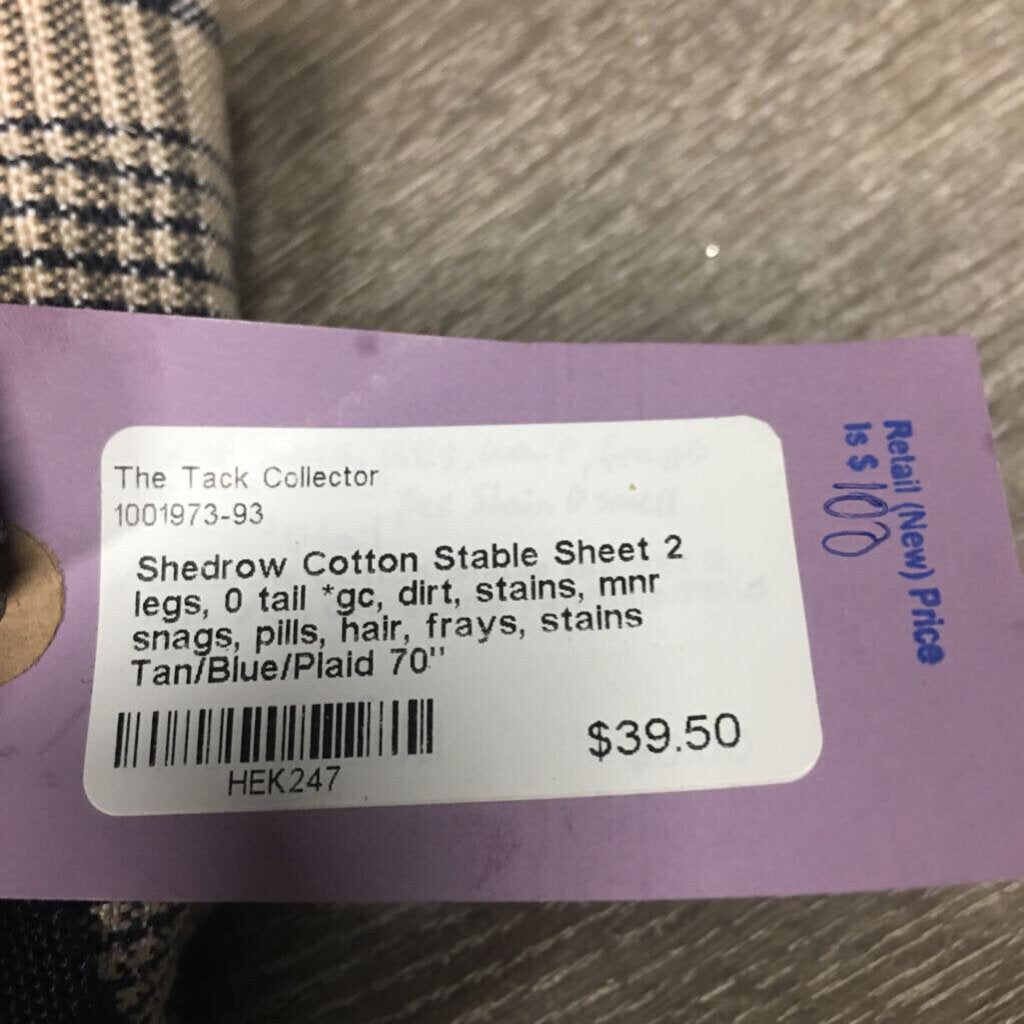 The Tack Collector
1001973-93
Shedrow Cotton Stable Sheet 2
legs, 0 tail *gc, dirt, stains, mnr
snags, pills, hair, frays, stains
Tan/Blue/Plaid 70"
HEK247
$39.50
Retail (New) Price
Is $100